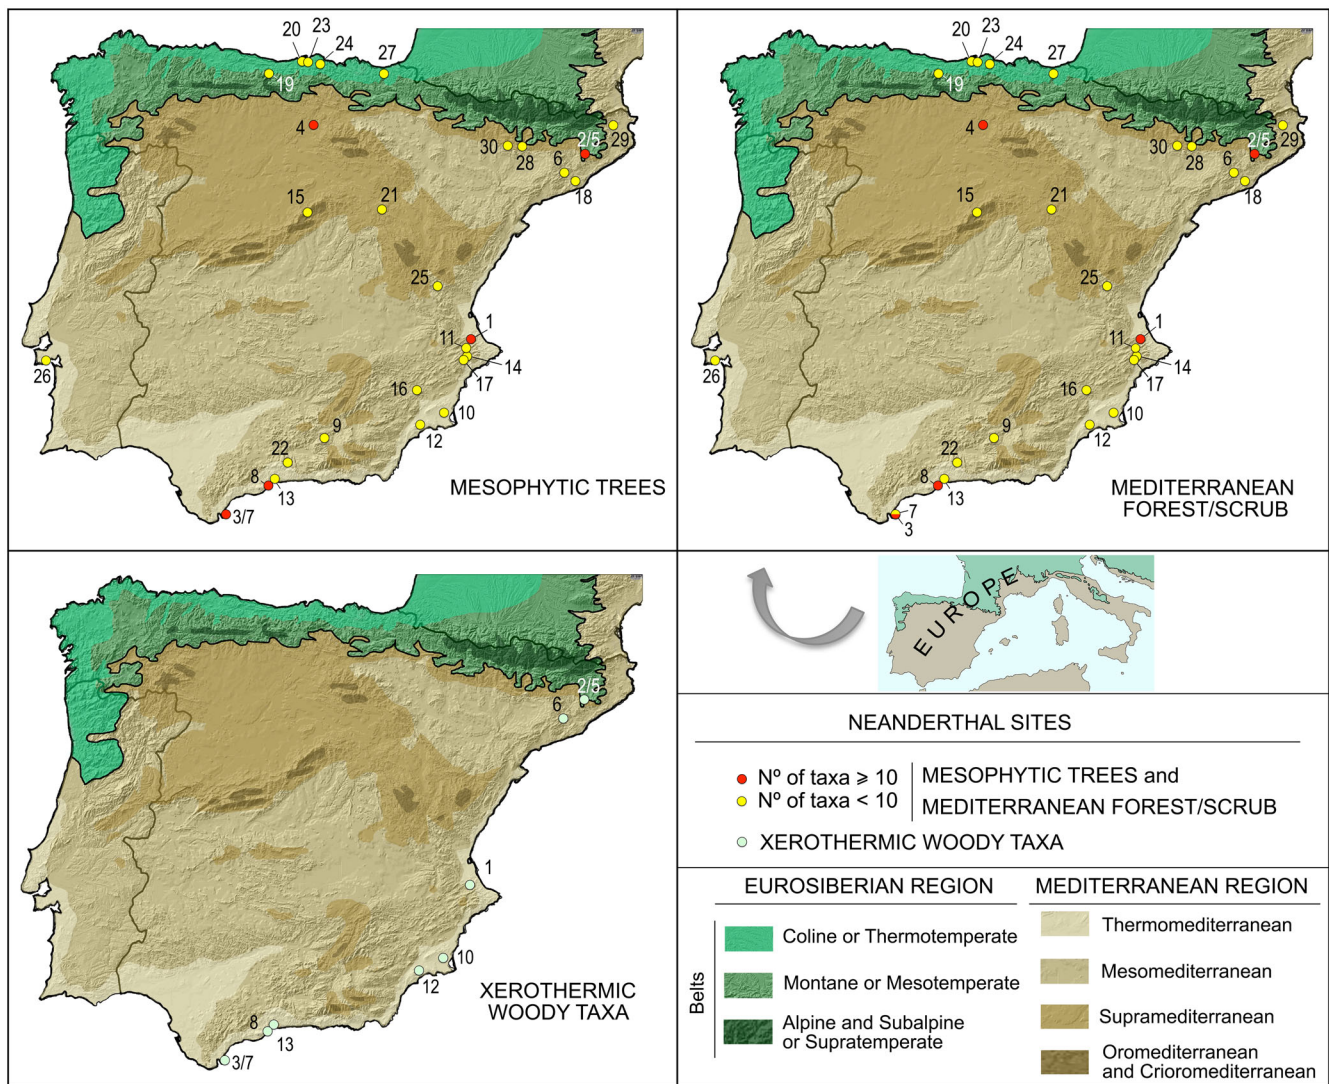 20
23
24
27
19
4
30
28
6
2/5
29
18
15
21
25
1
11
14
17
26
16
10
12
9
22
8
13
3/7
MESOPHYTIC TREES
20
23
24
27
19
4
30
28
6
2/5
29
18
15
21
25
1
11
14
17
26
16
10
12
9
22
8
13
7
3
MEDITERRANEAN
FOREST/SCRUB
2/5
6
1
10
12
8
13
3/7
XEROTHERMIC
WOODY TAXA
EUROPE
NEANDERTHAL SITES
Nº of taxa ⩾ 10
Nº of taxa < 10
MESOPHYTIC TREES and
MEDITERRANEAN FOREST/SCRUB
XEROTHERMIC WOODY TAXA
EUROSIBERIAN REGION
Belts
Coline or Thermotemperate
Montane or Mesotemperate
Alpine and Subalpine
or Supratemperate
MEDITERRANEAN REGION
Thermomediterranean
Mesomediterranean
Supramediterranean
Oromediterranean
and Crioromediterranean